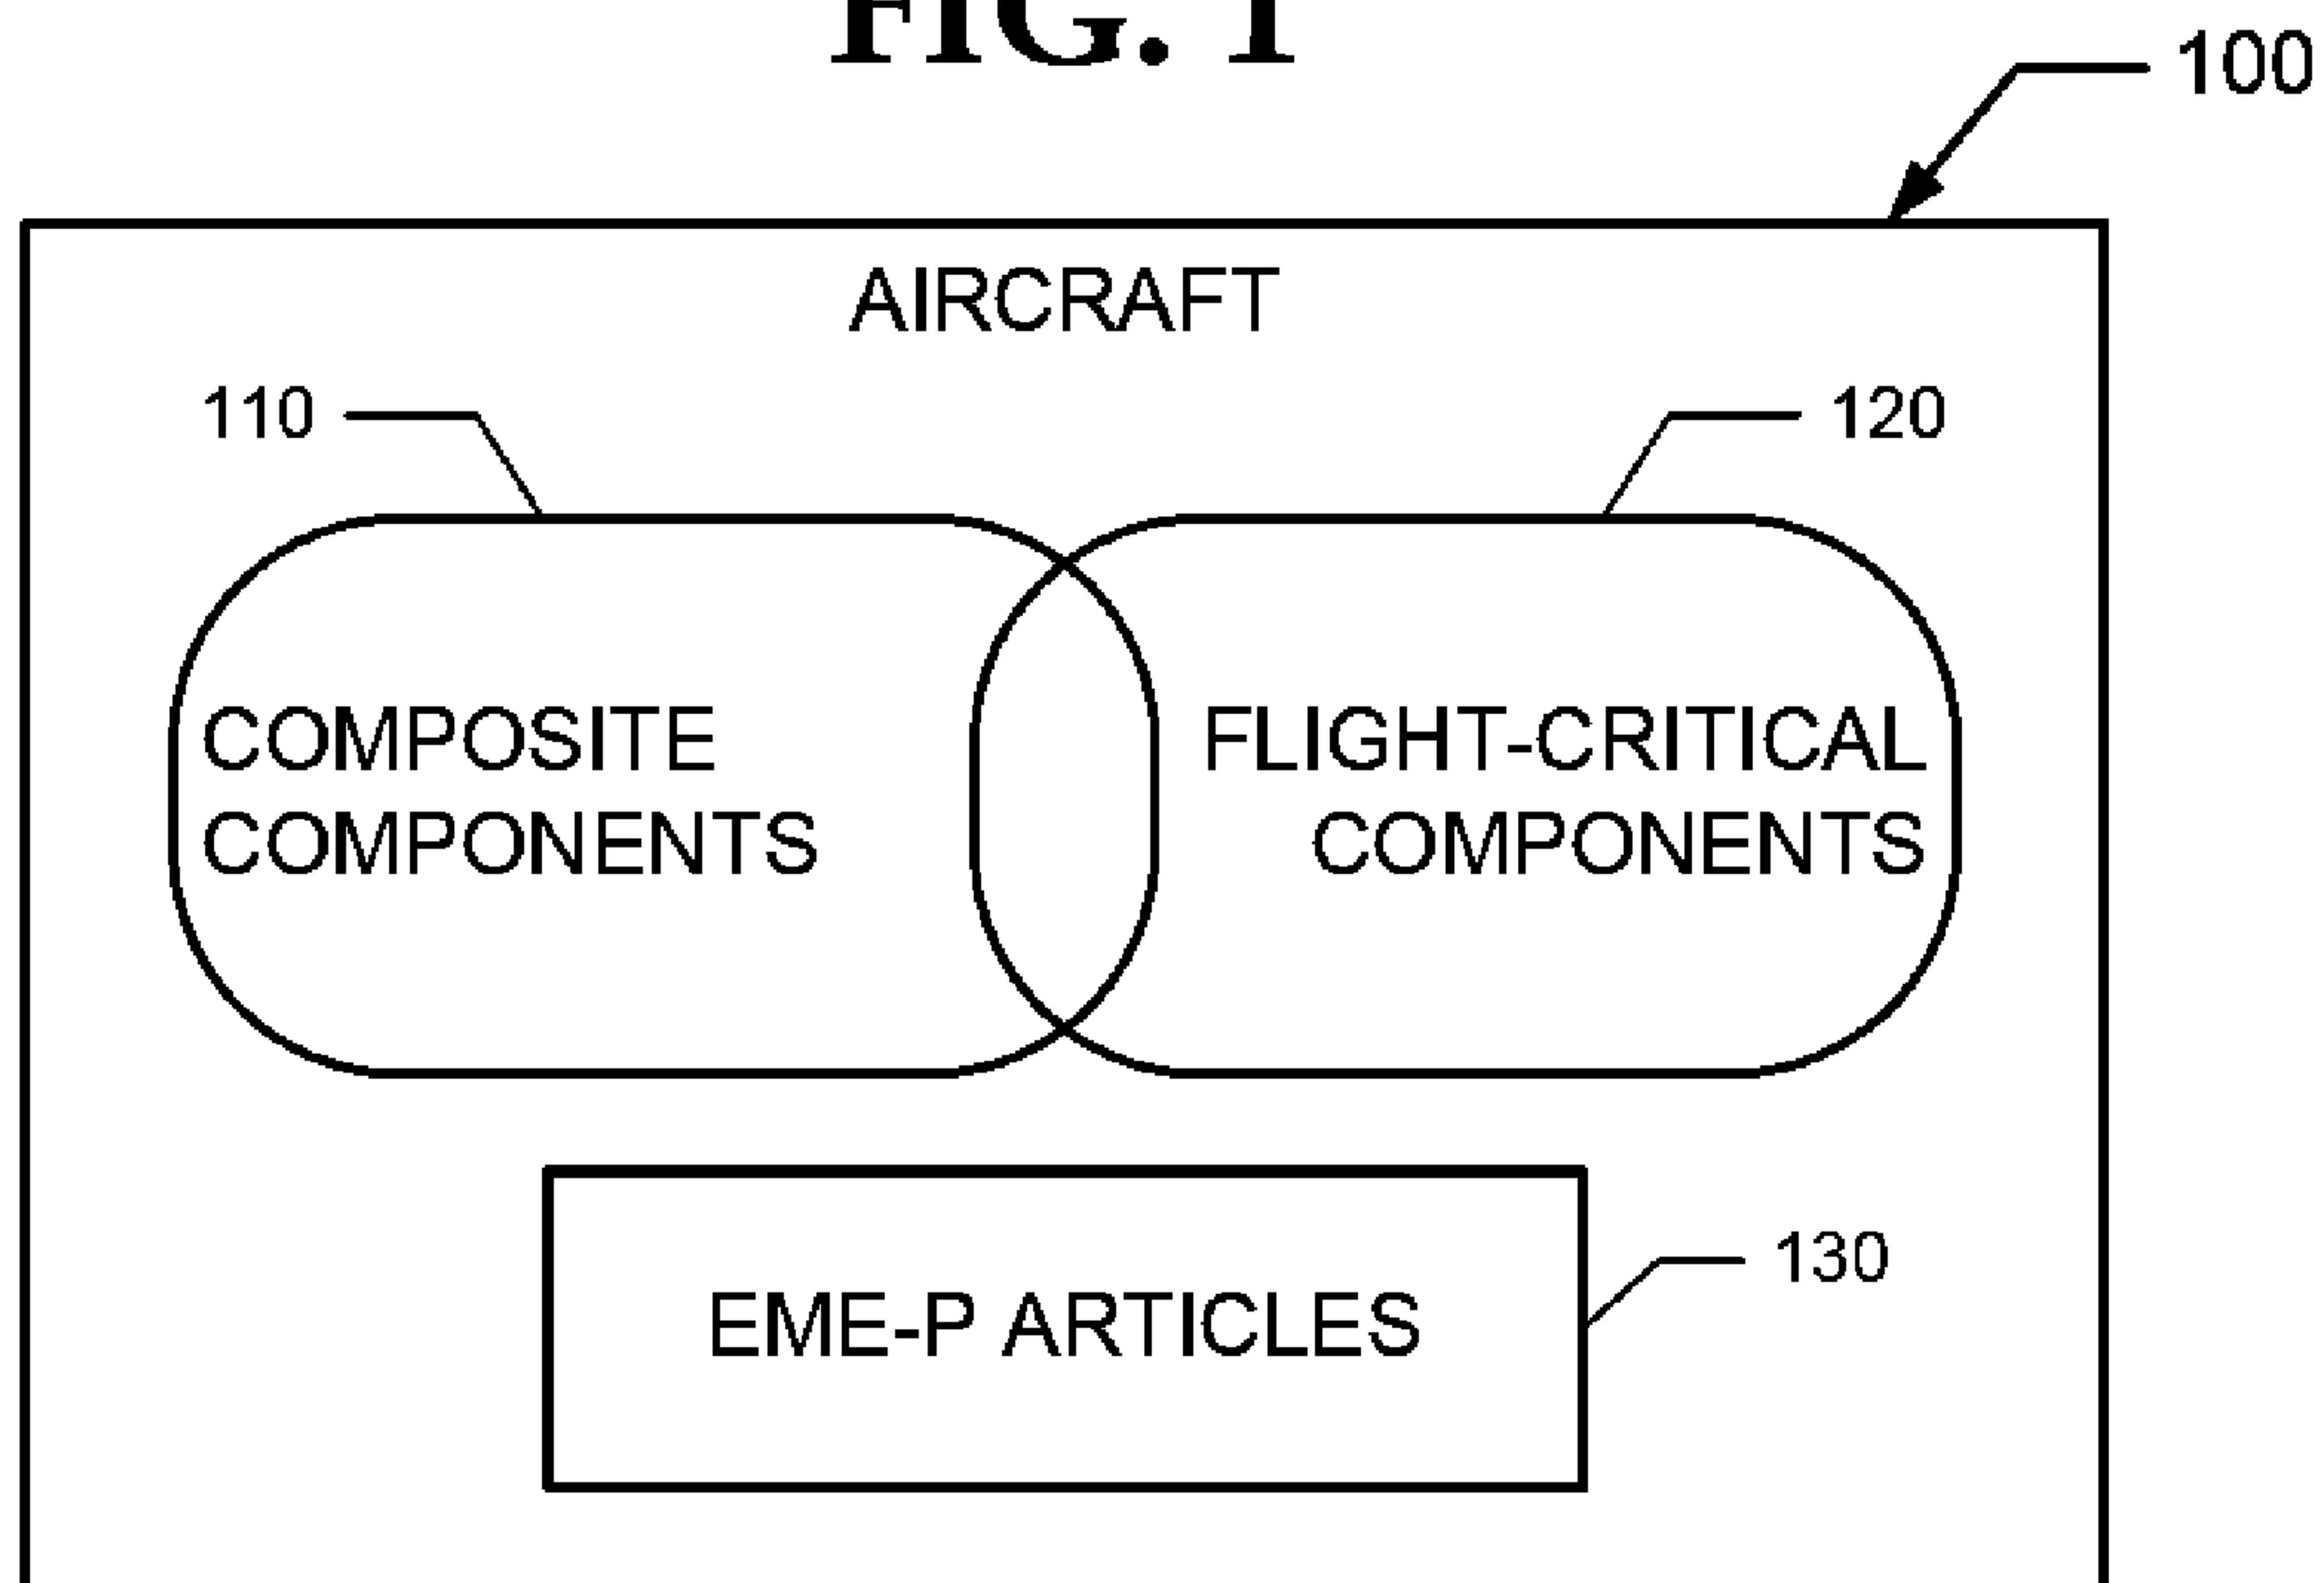 FIG. 1
100
AIRCRAFT
110
120
COMPOSITE
COMPONENTS
FLIGHT-CRITICAL
COMPONENTS
EME-P ARTICLES
130